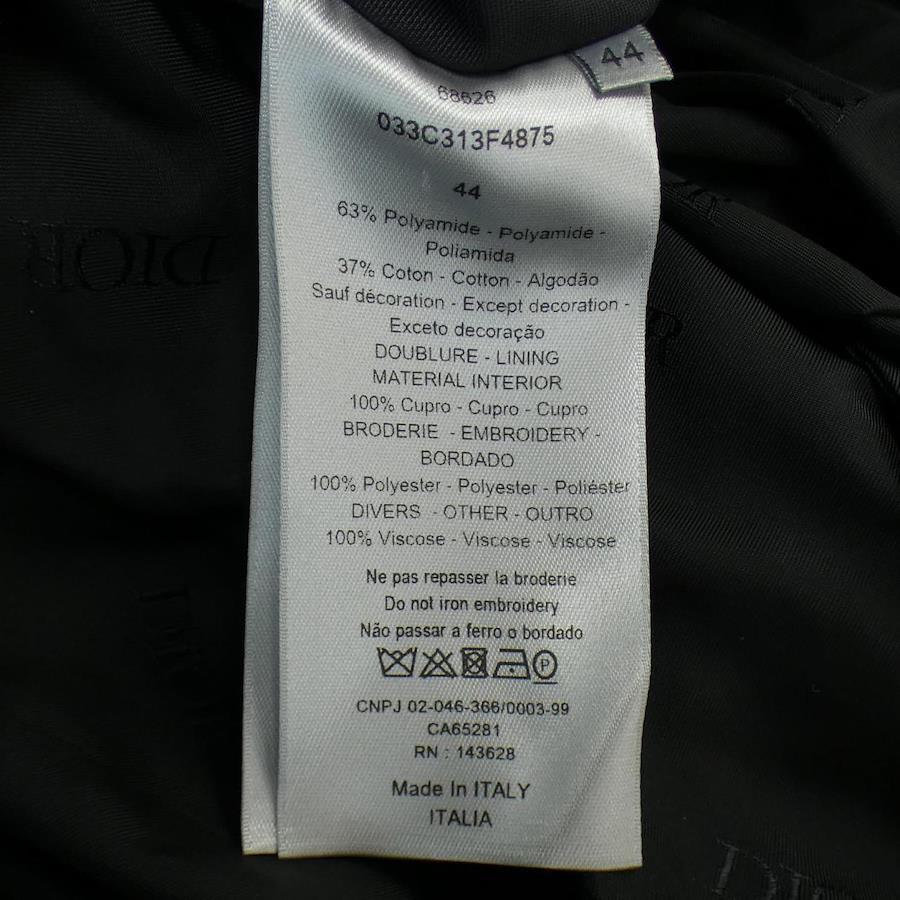 44
68626
033C313F4875
44
63% Polyamide - Polyamide -
Poliamida
37% Coton - Cotton - Algodão
Sauf décoration - Except decoration -
Exceto decoração
DOUBLURE - LINING
MATERIAL INTERIOR
100% Cupro - Cupro - Cupro
BRODERIE - EMBROIDERY -
BORDADO
100% Polyester - Polyester - Poliéster
DIVERS - OTHER - OUTRO
100% Viscose - Viscose - Viscose
Ne pas repasser la broderie
Do not iron embroidery
Não passar a ferro o bordado
P
CNPJ 02-046-366/0003-99
CA65281
RN : 143628
Made In ITALY
ITALIA
DIOR